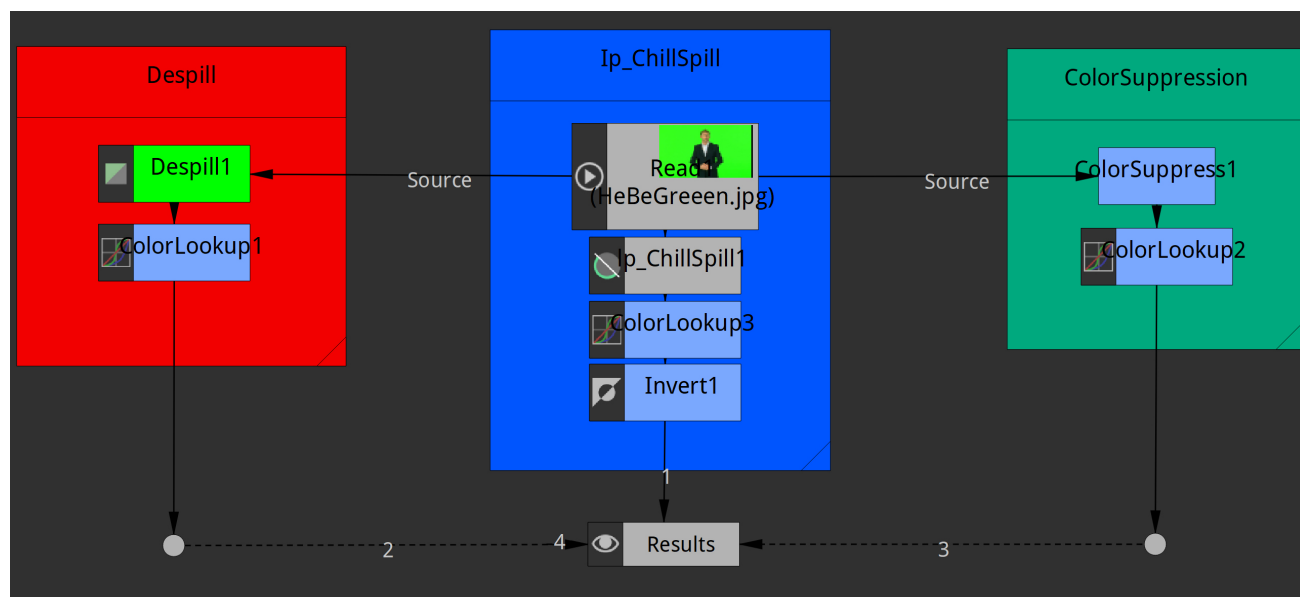 Despill
Ip_ChillSpill
ColorSuppression
Despill1
Source
Read1
(HeBeGreeen.jpg)
Source
ColorSuppress1
ColorLookup1
Ip_ChillSpill1
ColorLookup2
ColorLookup3
Invert1
1
2
4
Results
3